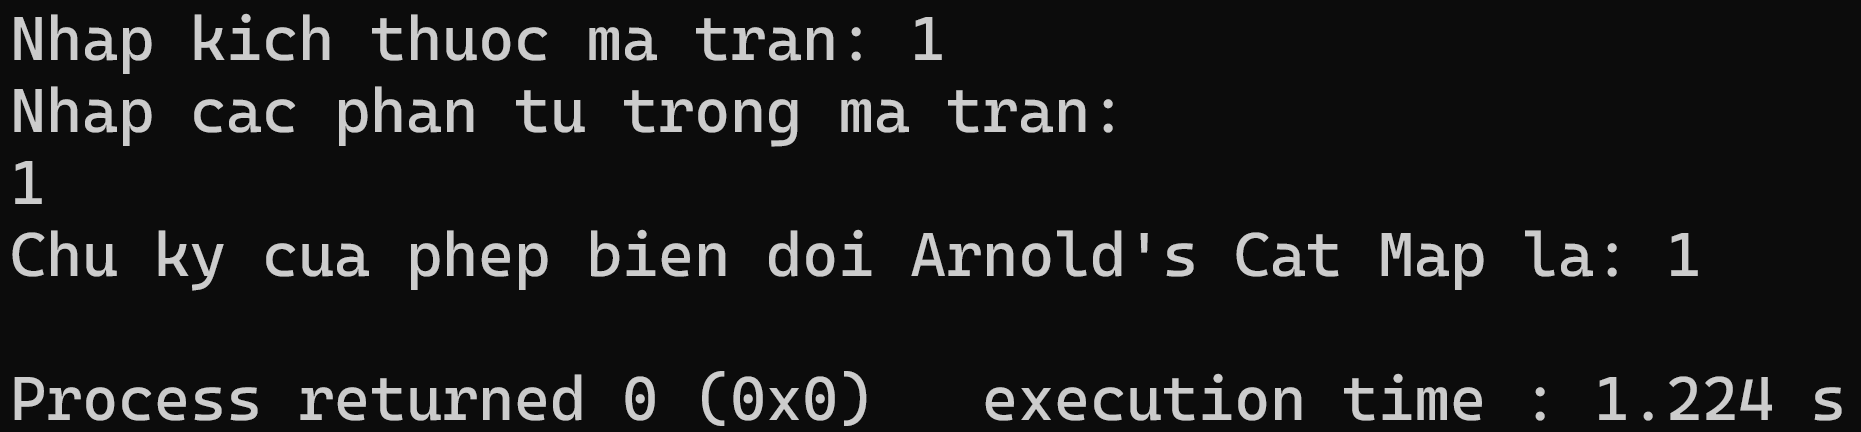 Nhap kich thuoc ma tran: 1
Nhap cac phan tu trong ma tran:
1
Chu ky cua phep bien doi Arnold's Cat Map la: 1
Process returned 0 (0x0)   execution time : 1.224 s